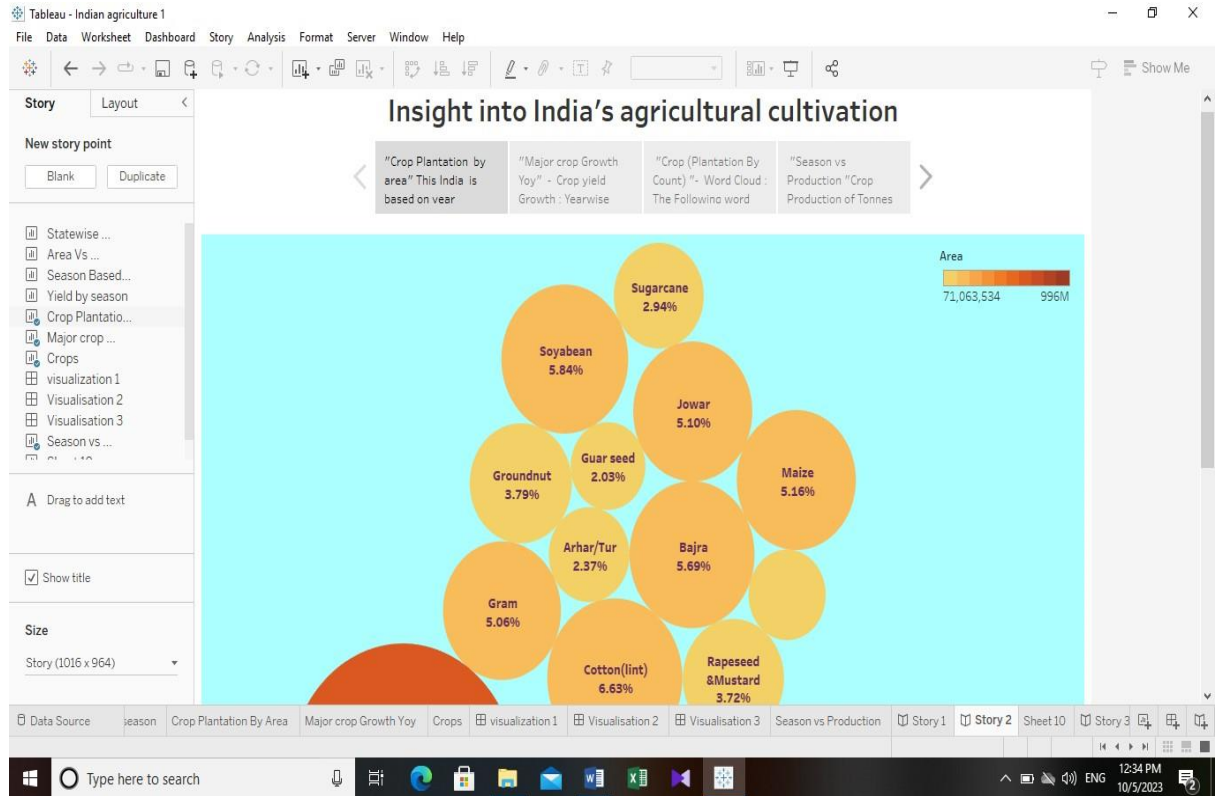 Tableau - Indian agriculture 1
File Data Worksheet Dashboard Story Analysis Format Server Window Help
Show Me
Story Layout
New story point
Blank Duplicate
Statewise ...
Area Vs ...
Season Based...
Yield by season
Crop Plantatio...
Major crop ...
Crops
visualization 1
Visualisation 2
Visualisation 3
Season vs ...
A Drag to add text
Show title
Size
Story (1016 x 964)
Insight into India's agricultural cultivation
"Crop Plantation by
area" This India is
based on year
"Major crop Growth
Yoy" - Crop yield
Growth : Yearwise
"Crop (Plantation By
Count) "- Word Cloud :
The Following word
"Season vs
Production "Crop
Production of Tonnes
Area
71,063,534 996M
Sugarcane
2.94%
Soyabean
5.84%
Jowar
5.10%
Guar seed
2.03%
Groundnut
3.79%
Maize
5.16%
Arhar/Tur
2.37%
Bajra
5.69%
Gram
5.06%
Cotton(lint)
6.63%
Rapeseed
&Mustard
3.72%
Data Source season Crop Plantation By Area Major crop Growth Yoy Crops visualization 1 Visualisation 2 Visualisation 3 Season vs Production Story 1 Story 2 Sheet 10 Story 3
Type here to search
ENG
12:34 PM
10/5/2023
2